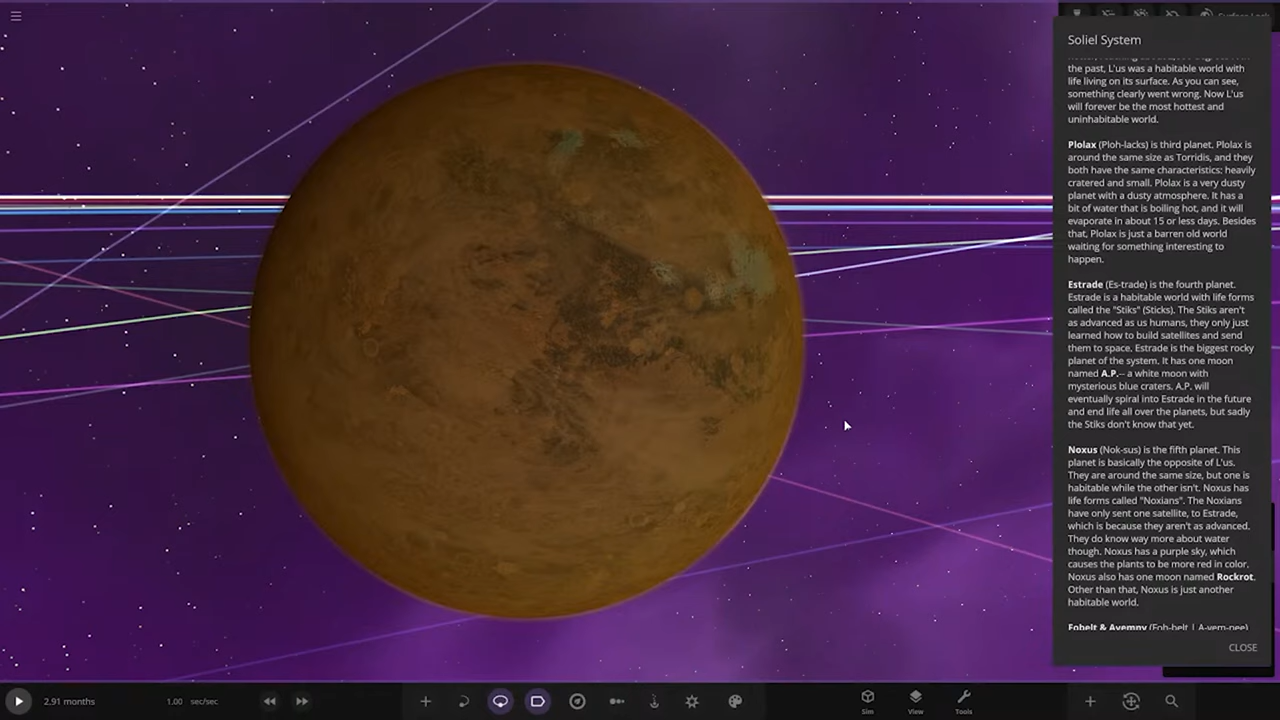 Surface Lock
Soliel System
the past, L'us was a habitable world with
life living on its surface. As you can see,
something clearly went wrong. Now L'us
will forever be the most hottest and
uninhabitable world.
Plolax (Ploh-lacks) is third planet. Plolax is
around the same size as Torridis, and they
both have the same characteristics: heavily
cratered and small. Plolax is a very dusty
planet with a dusty atmosphere. It has a
bit of water that is boiling hot, and it will
evaporate in about 15 or less days. Besides
that, Plolax is just a barren old world
waiting for something interesting to
happen.
Estrade (Es-trade) is the fourth planet.
Estrade is a habitable world with life forms
called the "Stiks" (Sticks). The Stiks aren't
as advanced as us humans, they only just
learned how to build satellites and send
them to space. Estrade is the biggest rocky
planet of the system. It has one moon
named A.P.-- a white moon with
mysterious blue craters. A.P. will
eventually spiral into Estrade in the future
and end life all over the planets, but sadly
the Stiks don't know that yet.
Noxus (Nok-sus) is the fifth planet. This
planet is basically the opposite of L'us.
They are around the same size, but one is
habitable while the other isn't. Noxus has
life forms called "Noxians". The Noxians
have only sent one satellite, to Estrade,
which is because they aren't as advanced.
They do know way more about water
though. Noxus has a purple sky, which
causes the plants to be more red in color.
Noxus also has one moon named Rockrot.
Other than that, Noxus is just another
habitable world.
Fobelt & Avempy (Foh-belt | A-vem-pee)
CLOSE
2.91 months
1.00 sec/sec
Sim
View
Tools